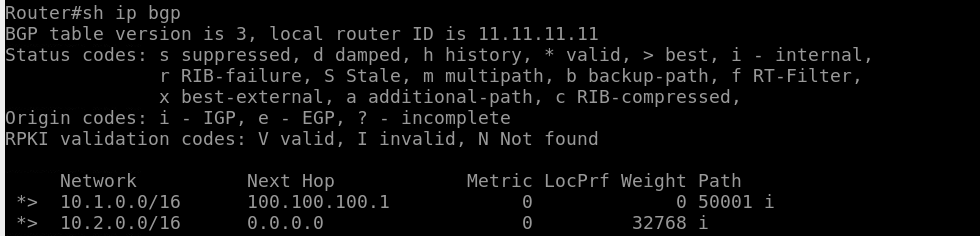 Router#sh ip bgp
BGP table version is 3, local router ID is 11.11.11.11
Status codes: s suppressed, d damped, h history, * valid, > best, i - internal,
              r RIB-failure, S Stale, m multipath, b backup-path, f RT-Filter,
              x best-external, a additional-path, c RIB-compressed,
Origin codes: i - IGP, e - EGP, ? - incomplete
RPKI validation codes: V valid, I invalid, N Not found

     Network          Next Hop            Metric LocPrf Weight Path
 *>  10.1.0.0/16      100.100.100.1            0             0 50001 i
 *>  10.2.0.0/16      0.0.0.0                  0         32768 i